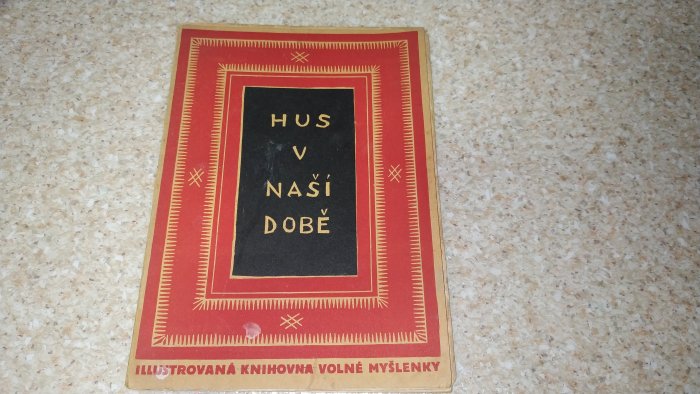 HUS
V
NAŠÍ
DOBĚ
ILLUSTROVANÁ KNIHOVNA VOLNÉ MYŠLENKY